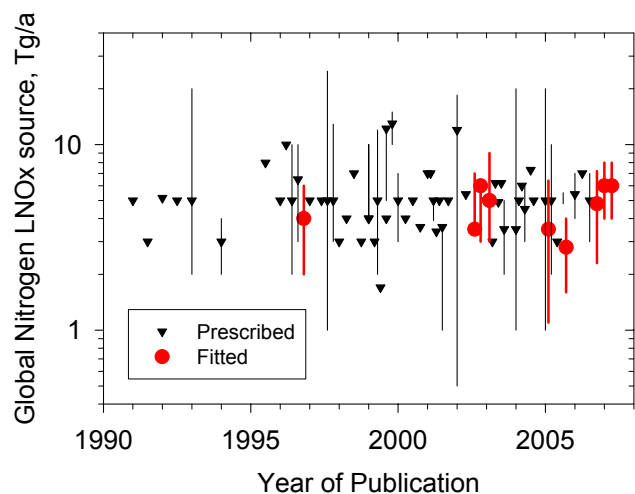 Global Nitrogen LNOx source, Tg/a
10
1
Prescribed
Fitted
1990
1995
2000
2005
Year of Publication